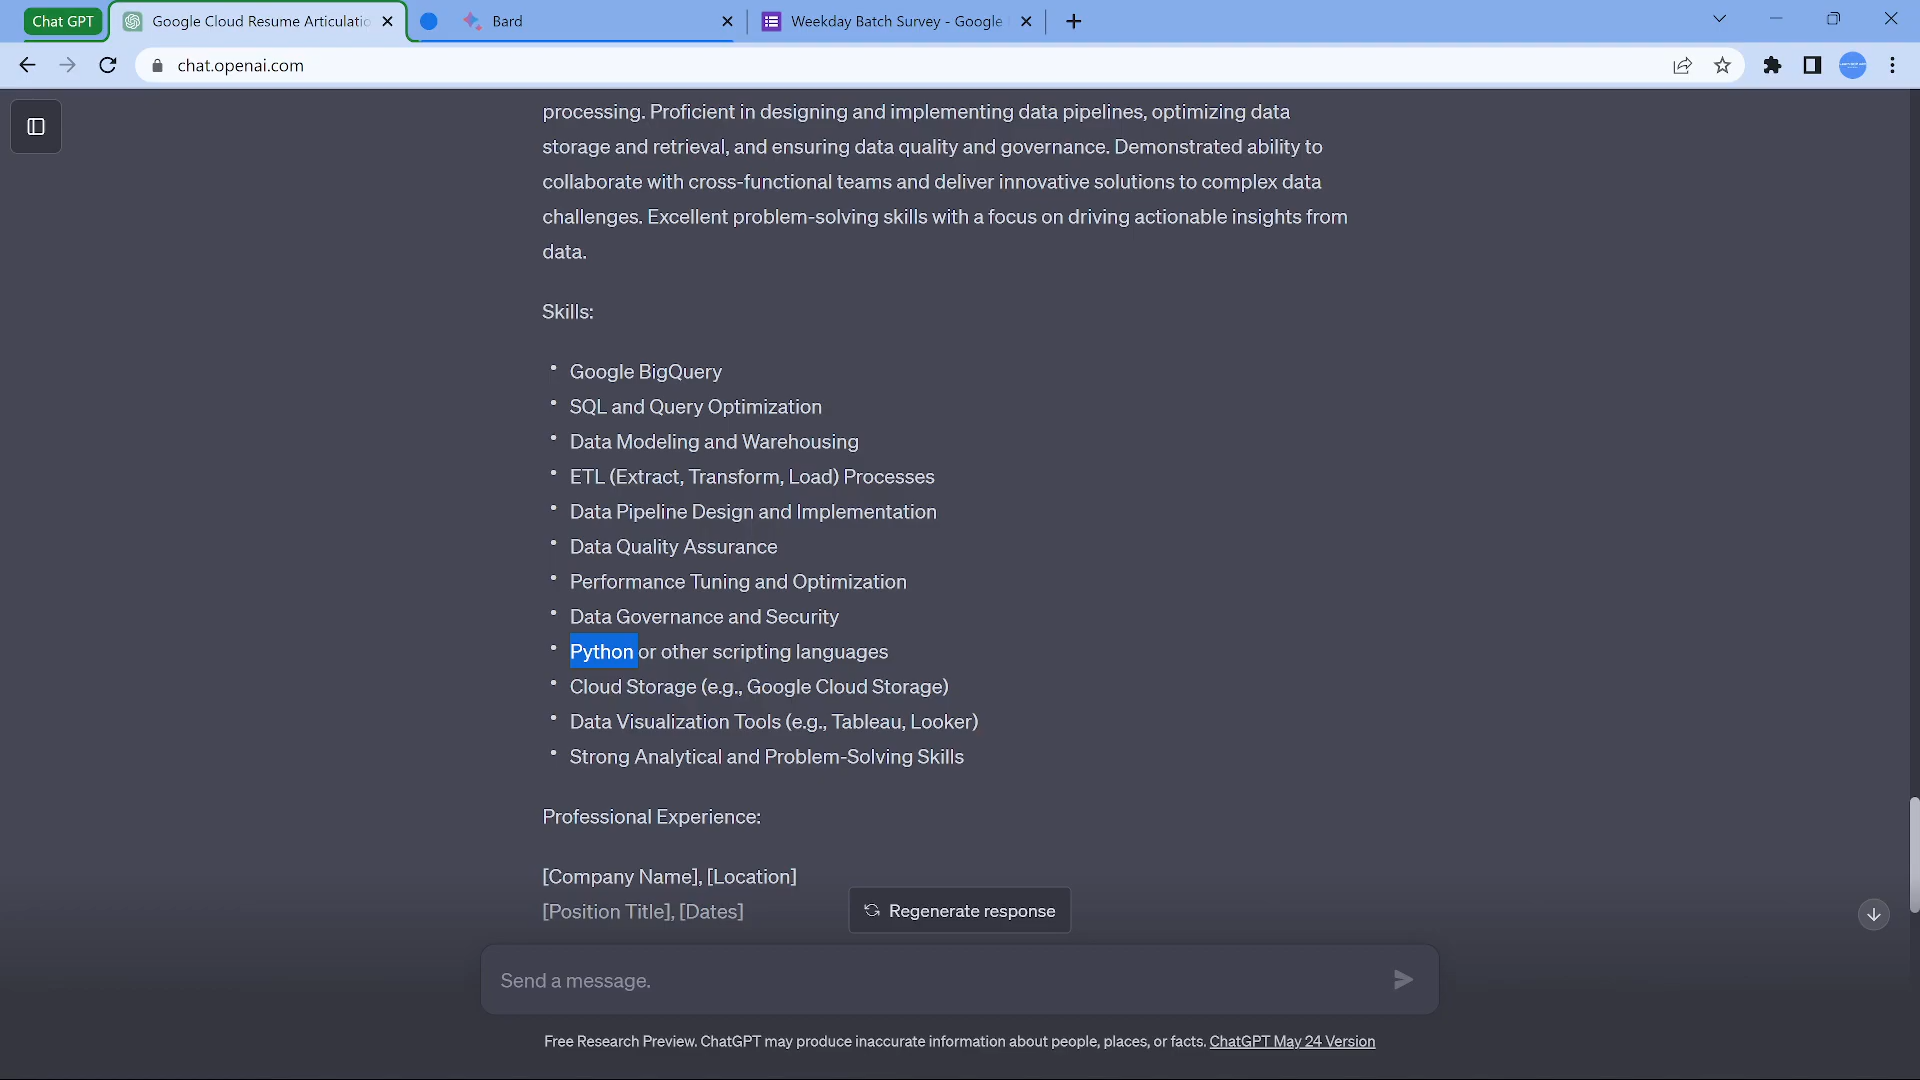 Chat GPT
Google Cloud Resume Articulatio
Bard
Weekday Batch Survey - Google
chat.openai.com
processing. Proficient in designing and implementing data pipelines, optimizing data
storage and retrieval, and ensuring data quality and governance. Demonstrated ability to
collaborate with cross-functional teams and deliver innovative solutions to complex data
challenges. Excellent problem-solving skills with a focus on driving actionable insights from
data.
Skills:
• Google BigQuery
• SQL and Query Optimization
• Data Modeling and Warehousing
• ETL (Extract, Transform, Load) Processes
• Data Pipeline Design and Implementation
• Data Quality Assurance
• Performance Tuning and Optimization
• Data Governance and Security
• Python or other scripting languages
• Cloud Storage (e.g., Google Cloud Storage)
• Data Visualization Tools (e.g., Tableau, Looker)
• Strong Analytical and Problem-Solving Skills
Professional Experience:
[Company Name], [Location]
[Position Title], [Dates]
Regenerate response
Send a message.
Free Research Preview. ChatGPT may produce inaccurate information about people, places, or facts. ChatGPT May 24 Version